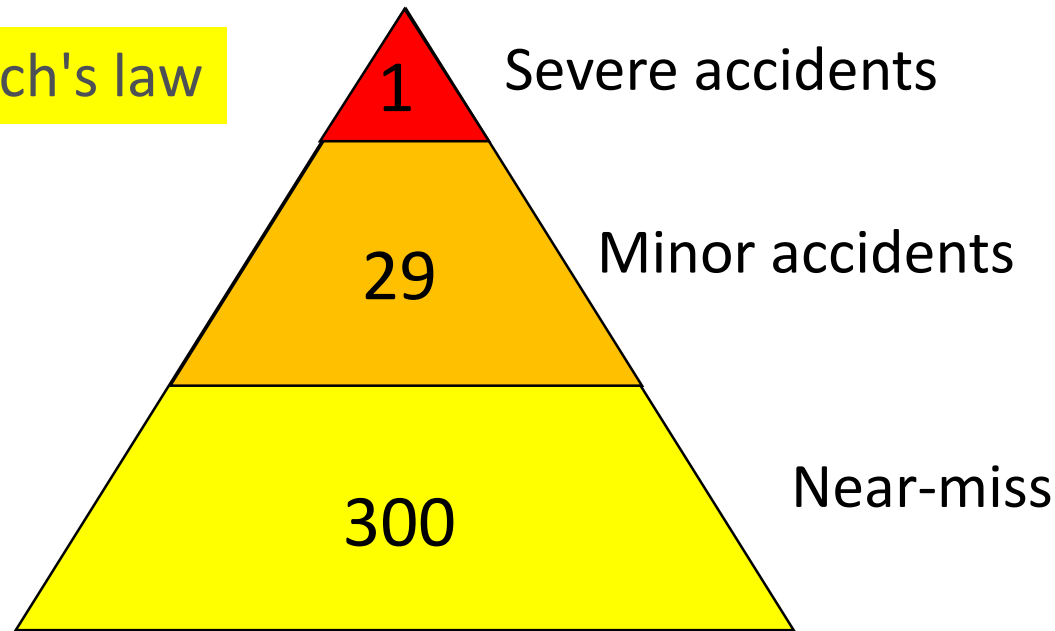 ch's law
1
Severe accidents
29
Minor accidents
300
Near-miss